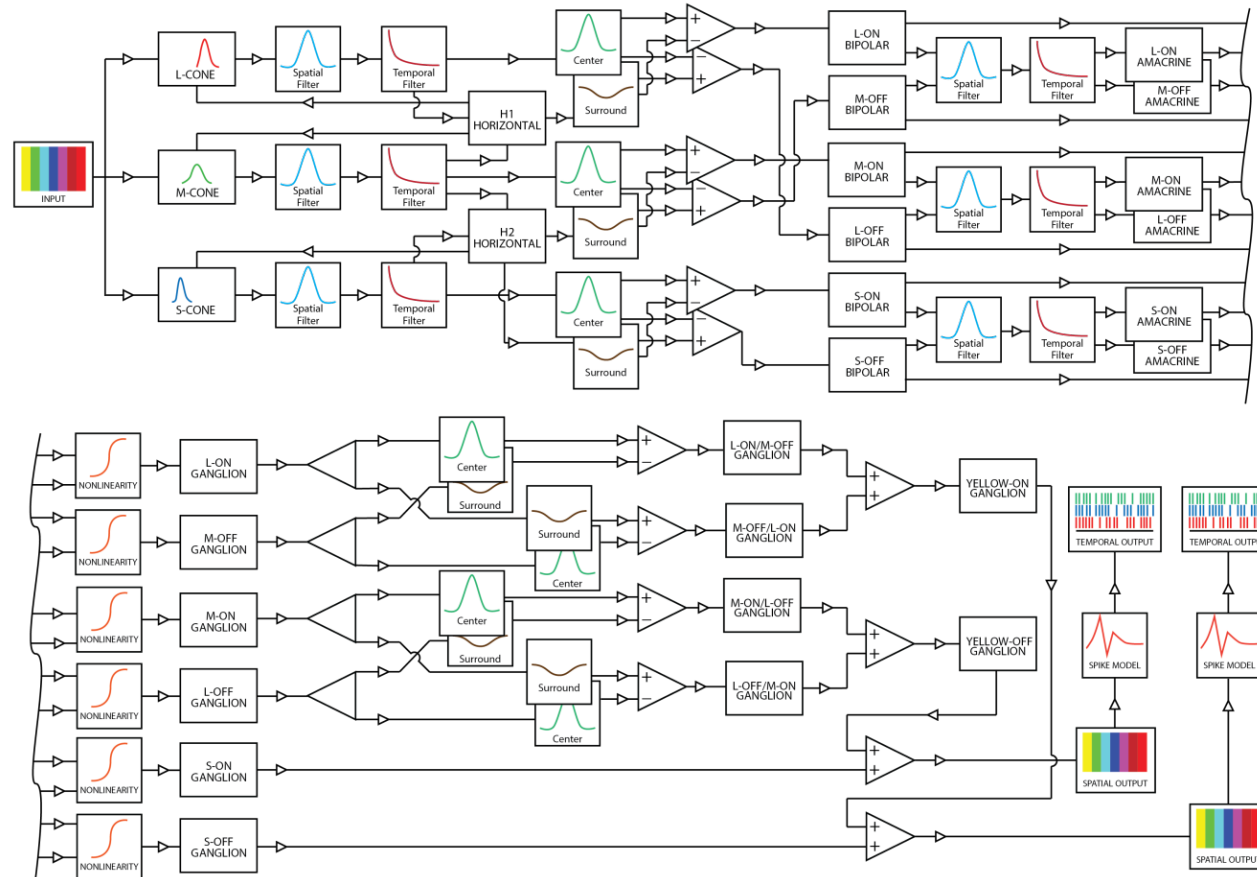 INPUT
L-CONE
Spatial
Filter
Temporal
Filter
M-CONE
Spatial
Filter
Temporal
Filter
S-CONE
Spatial
Filter
Temporal
Filter
H1
HORIZONTAL
H2
HORIZONTAL
Center
Surround
+
−
−
+
Center
Surround
+
−
−
+
Center
Surround
+
−
−
+
L-ON
BIPOLAR
M-OFF
BIPOLAR
M-ON
BIPOLAR
L-OFF
BIPOLAR
S-ON
BIPOLAR
S-OFF
BIPOLAR
Spatial
Filter
Temporal
Filter
L-ON
AMACRINE
M-OFF
AMACRINE
Spatial
Filter
Temporal
Filter
M-ON
AMACRINE
L-OFF
AMACRINE
Spatial
Filter
Temporal
Filter
S-ON
AMACRINE
S-OFF
AMACRINE
NONLINEARITY
L-ON
GANGLION
NONLINEARITY
M-OFF
GANGLION
NONLINEARITY
M-ON
GANGLION
NONLINEARITY
L-OFF
GANGLION
NONLINEARITY
S-ON
GANGLION
NONLINEARITY
S-OFF
GANGLION
Center
Surround
Surround
Center
Center
Surround
Surround
Center
+
−
+
−
+
−
+
−
L-ON/M-OFF
GANGLION
M-OFF/L-ON
GANGLION
M-ON/L-OFF
GANGLION
L-OFF/M-ON
GANGLION
+
+
+
+
YELLOW-ON
GANGLION
YELLOW-OFF
GANGLION
+
+
+
+
TEMPORAL OUTPUT
SPIKE MODEL
SPATIAL OUTPUT
TEMPORAL OUTPU
SPIKE MODEL
SPATIAL OUTPUT